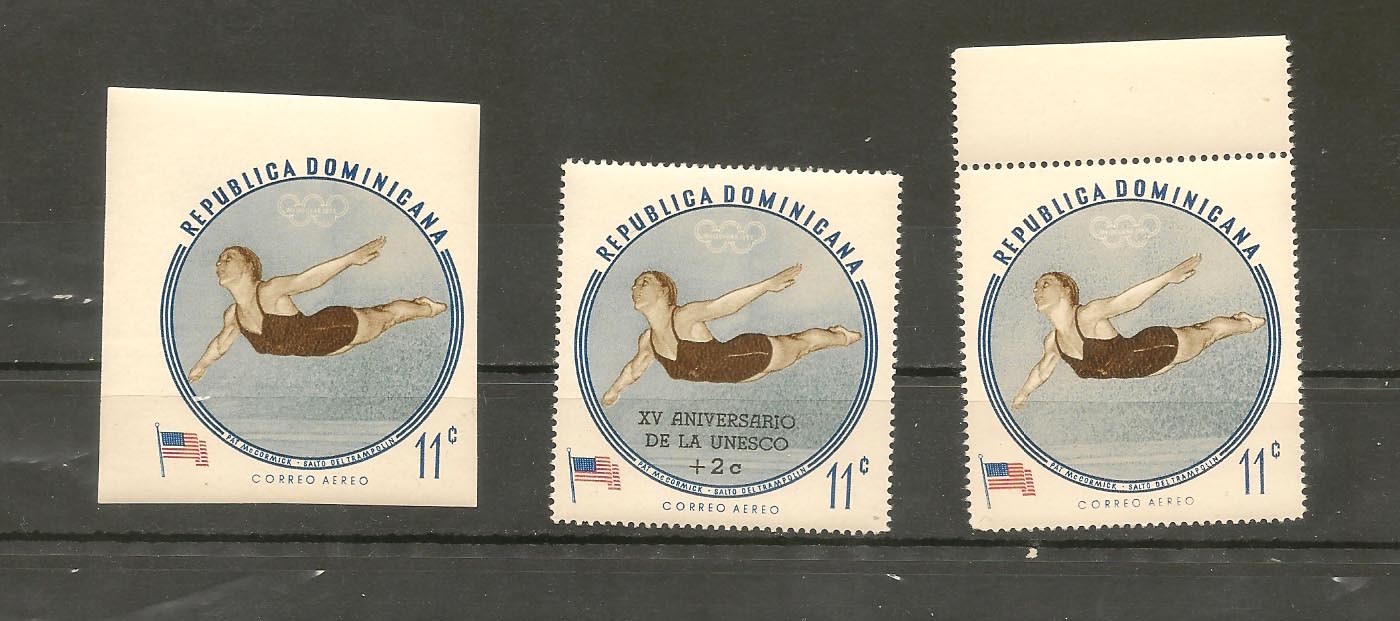 REPUBLICA DOMINICANA
PAT McCORMICK · SALTO DEL TRAMPOLIN
11¢
CORREO AEREO
REPUBLICA DOMINICANA
XV ANIVERSARIO
DE LA UNESCO
+2c
PAT McCORMICK · SALTO DEL TRAMPOLIN
11¢
CORREO AEREO
REPUBLICA DOMINICANA
PAT McCORMICK · SALTO DEL TRAMPOLIN
11¢
CORREO AEREO